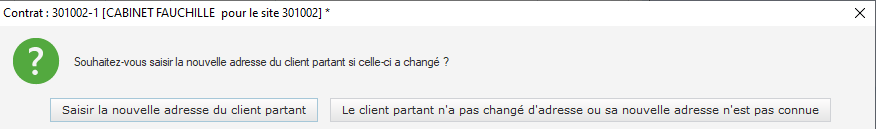 Contrat : 301002-1 [CABINET FAUCHILLE  pour le site 301002] *
Souhaitez-vous saisir la nouvelle adresse du client partant si celle-ci a changé ?
Saisir la nouvelle adresse du client partant
Le client partant n'a pas changé d'adresse ou sa nouvelle adresse n'est pas connue